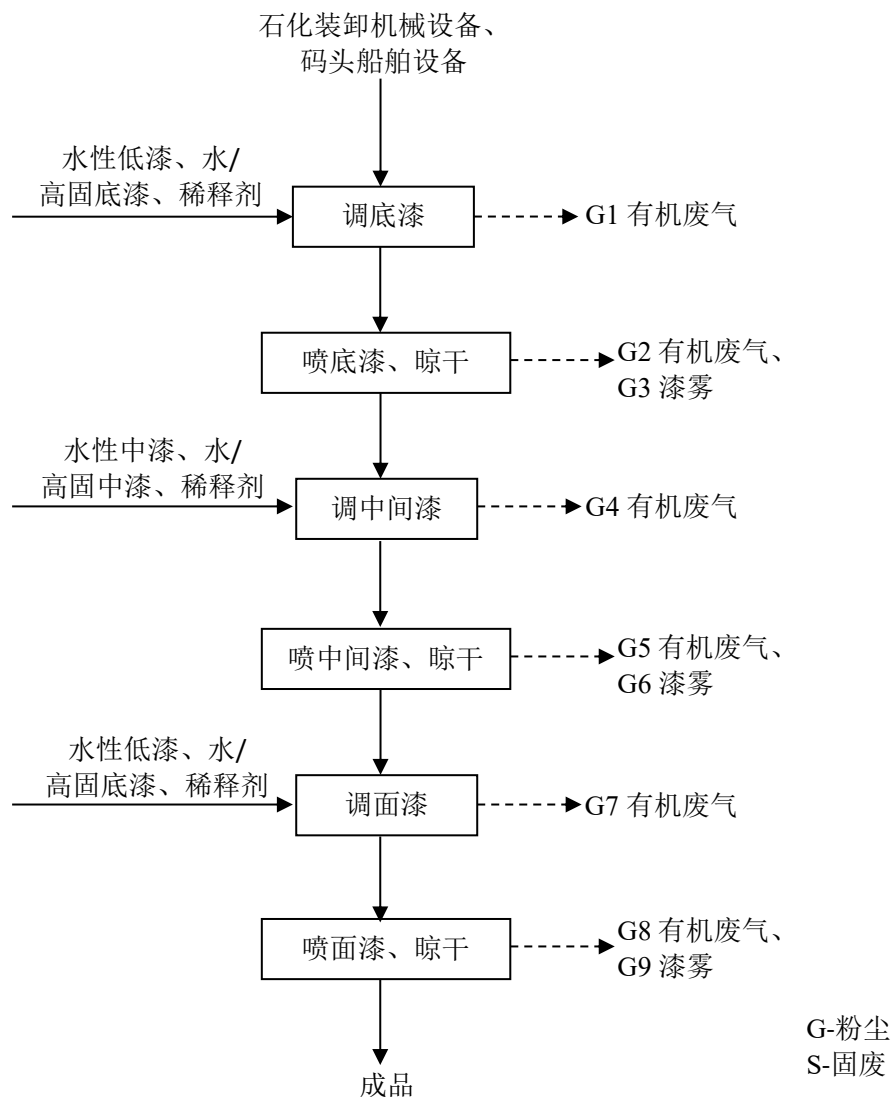 石化装卸机械设备、
码头船舶设备
水性低漆、水/
高固底漆、稀释剂
调底漆
G1 有机废气
喷底漆、晾干
G2 有机废气、
G3 漆雾
水性中漆、水/
高固中漆、稀释剂
调中间漆
G4 有机废气
喷中间漆、晾干
G5 有机废气、
G6 漆雾
水性低漆、水/
高固底漆、稀释剂
调面漆
G7 有机废气
喷面漆、晾干
G8 有机废气、
G9 漆雾
G-粉尘
S-固废
成品